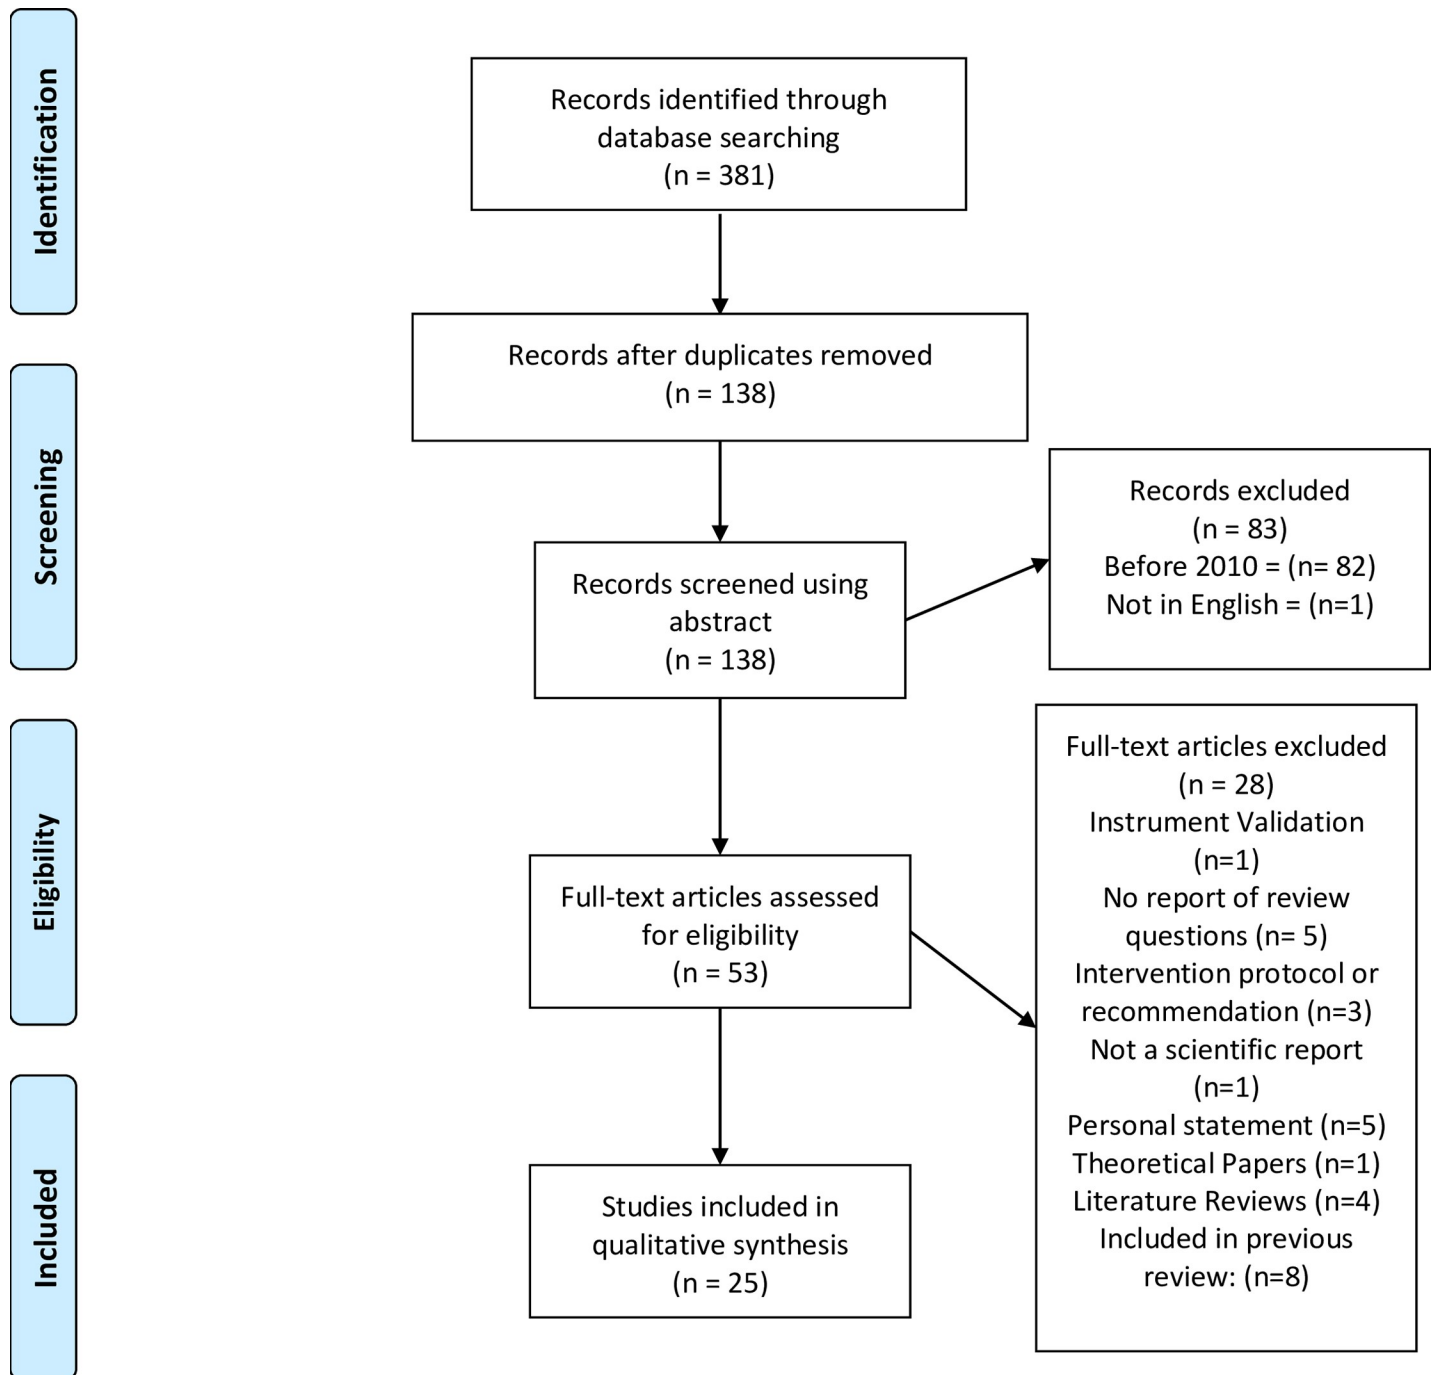 Identification
Records identified through
database searching
(n = 381)
Records after duplicates removed
(n = 138)
Screening
Records screened using
abstract
(n = 138)
Records excluded
(n = 83)
Before 2010 = (n= 82)
Not in English = (n=1)
Eligibility
Full-text articles assessed
for eligibility
(n = 53)
Full-text articles excluded
(n = 28)
Instrument Validation
(n=1)
No report of review
questions (n= 5)
Intervention protocol or
recommendation (n=3)
Not a scientific report
(n=1)
Personal statement (n=5)
Theoretical Papers (n=1)
Literature Reviews (n=4)
Included in previous
review: (n=8)
Included
Studies included in
qualitative synthesis
(n = 25)